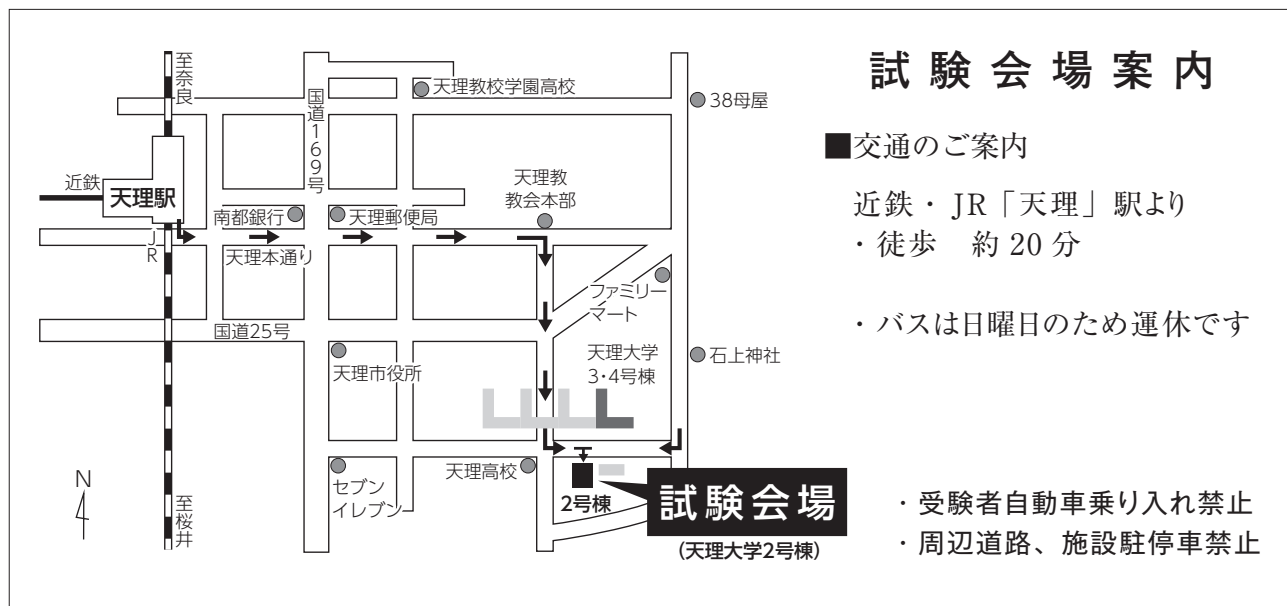 試験会場案内
■交通のご案内
近鉄・JR「天理」駅より
・徒歩　約20分
・バスは日曜日のため運休です
・受験者自動車乗り入れ禁止
・周辺道路、施設駐停車禁止
至奈良
国道169号
天理教校学園高校
38母屋
近鉄
天理駅
南都銀行
天理郵便局
天理教
教会本部
JR
天理本通り
ファミリー
マート
国道25号
天理市役所
天理大学
3・4号棟
石上神社
N
至桜井
セブン
イレブン
天理高校
2号棟
試験会場
(天理大学2号棟)